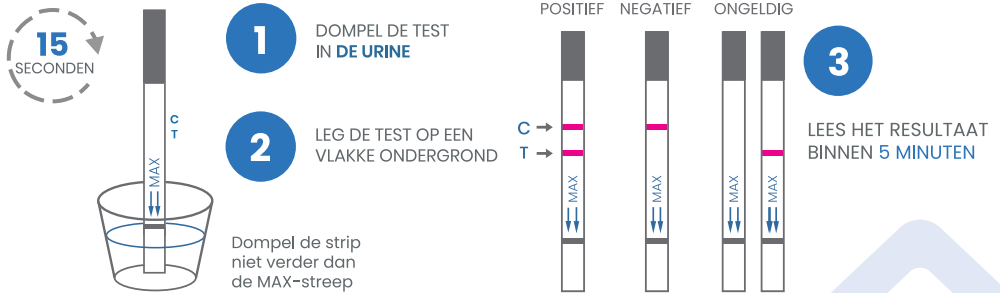 15
SECONDEN
C
T
MAX
1
DOMPEL DE TEST
IN DE URINE
2
LEG DE TEST OP EEN
VLAKKE ONDERGROND
Dompel de strip
niet verder dan
de MAX-streep
POSITIEF NEGATIEF ONGELDIG
C
T
MAX
MAX
MAX
MAX
3
LEES HET RESULTAAT
BINNEN 5 MINUTEN